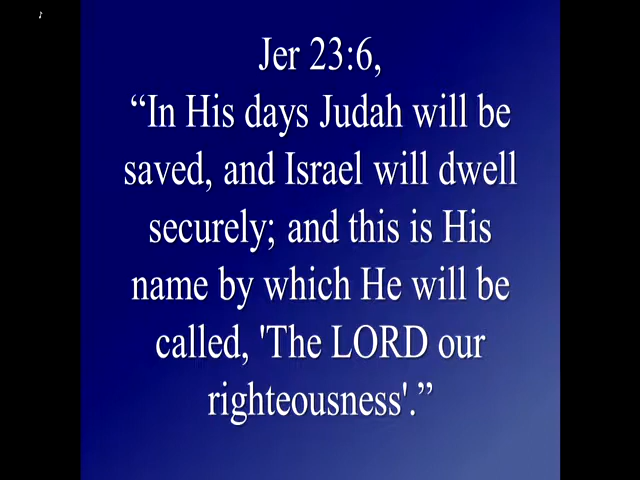 Jer 23:6,
“In His days Judah will be
saved, and Israel will dwell
securely; and this is His
name by which He will be
called, 'The LORD our
righteousness'.”